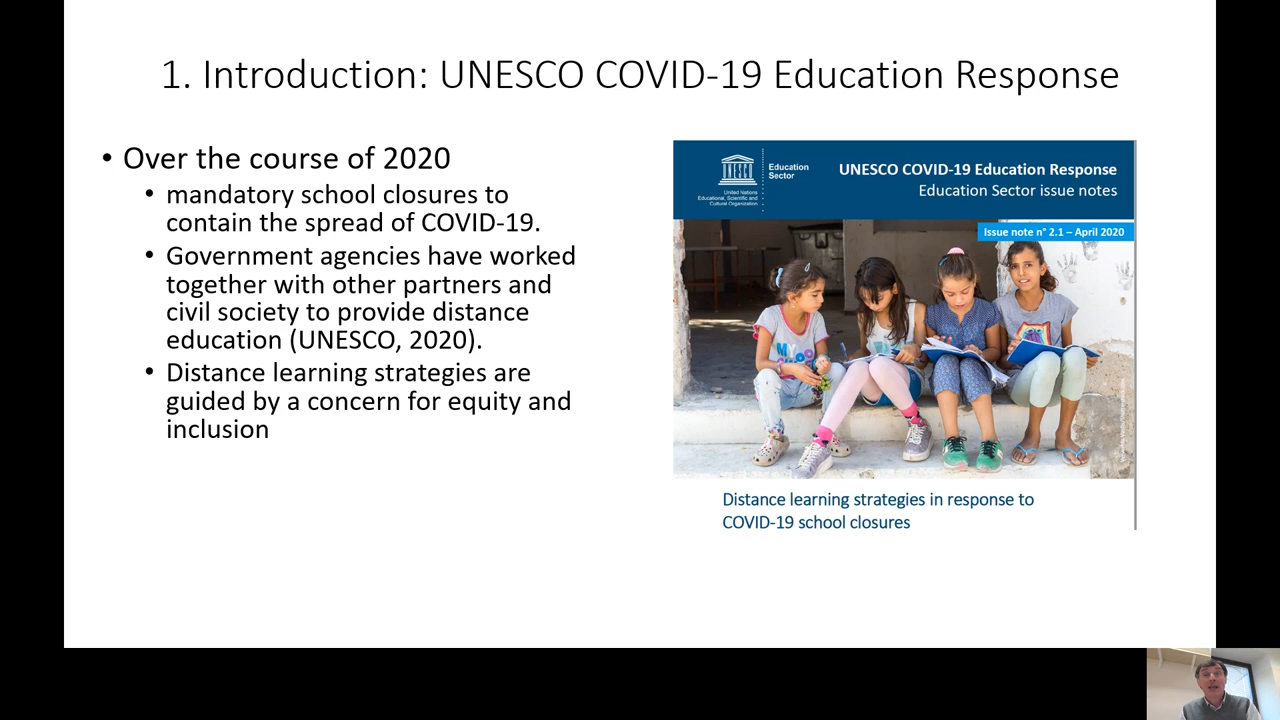 1. Introduction: UNESCO COVID-19 Education Response
• Over the course of 2020
• mandatory school closures to
contain the spread of COVID-19.
• Government agencies have worked
together with other partners and
civil society to provide distance
education (UNESCO, 2020).
• Distance learning strategies are
guided by a concern for equity and
inclusion
UNESCO
United Nations
Educational, Scientific and
Cultural Organization
Education
Sector
UNESCO COVID-19 Education Response
Education Sector issue notes
Issue note n° 2.1 – April 2020
MY
Distance learning strategies in response to
COVID-19 school closures